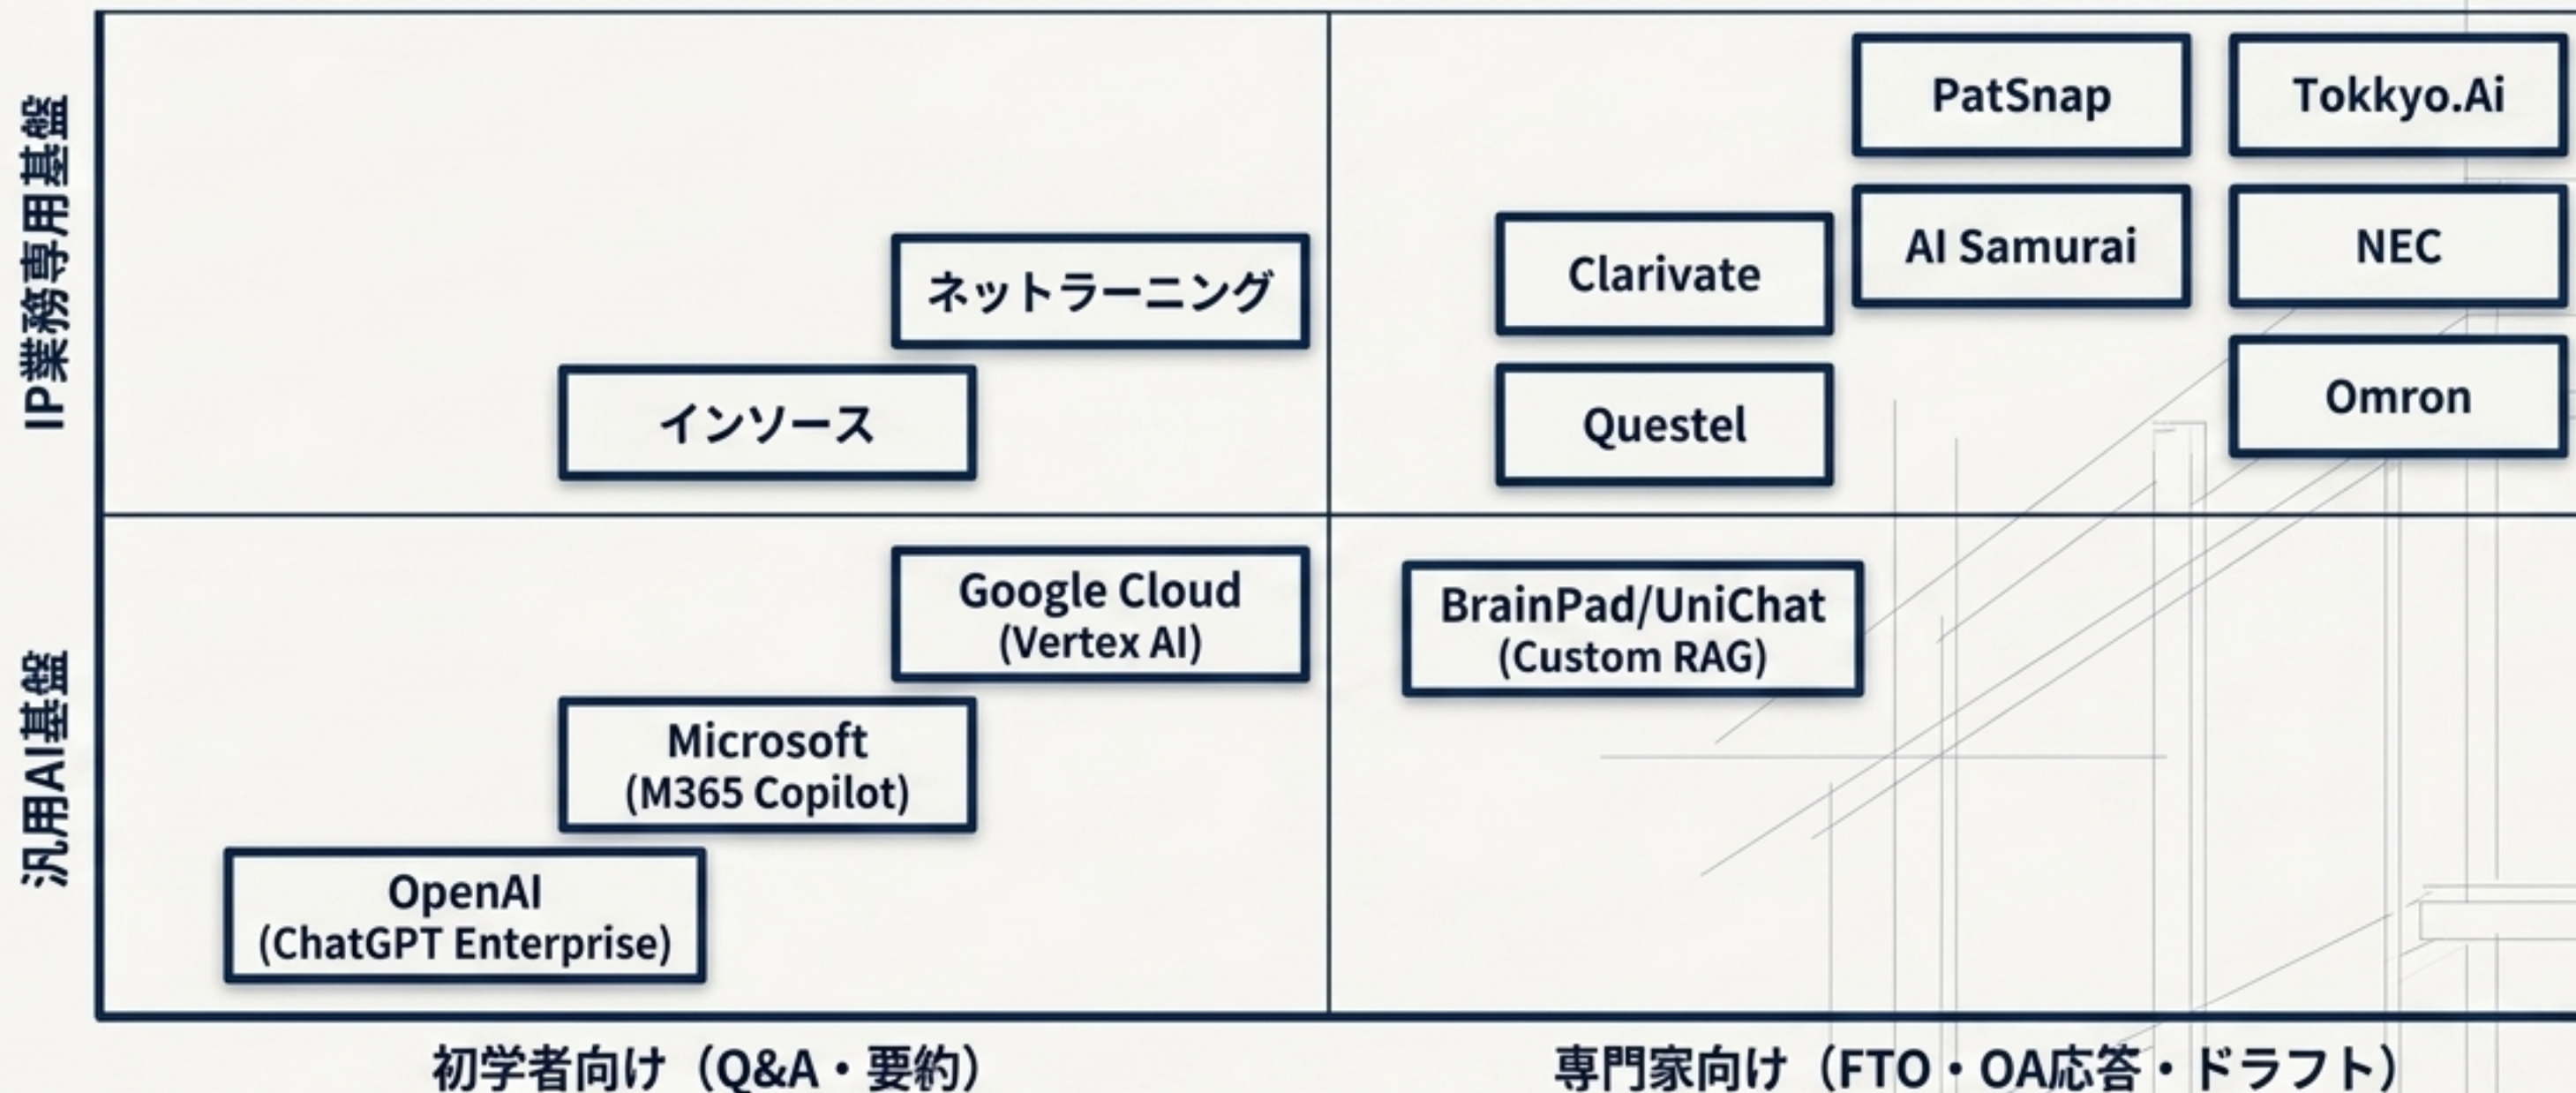 IP業務専用基盤
PatSnap
Tokkyo.Ai
AI Samurai
NEC
Clarivate
ネットラーニング
Omron
Questel
インソース
汎用AI基盤
Google Cloud
(Vertex AI)
BrainPad/UniChat
(Custom RAG)
Microsoft
(M365 Copilot)
OpenAI
(ChatGPT Enterprise)
初学者向け（Q&A・要約）
専門家向け（FTO・OA応答・ドラフト）